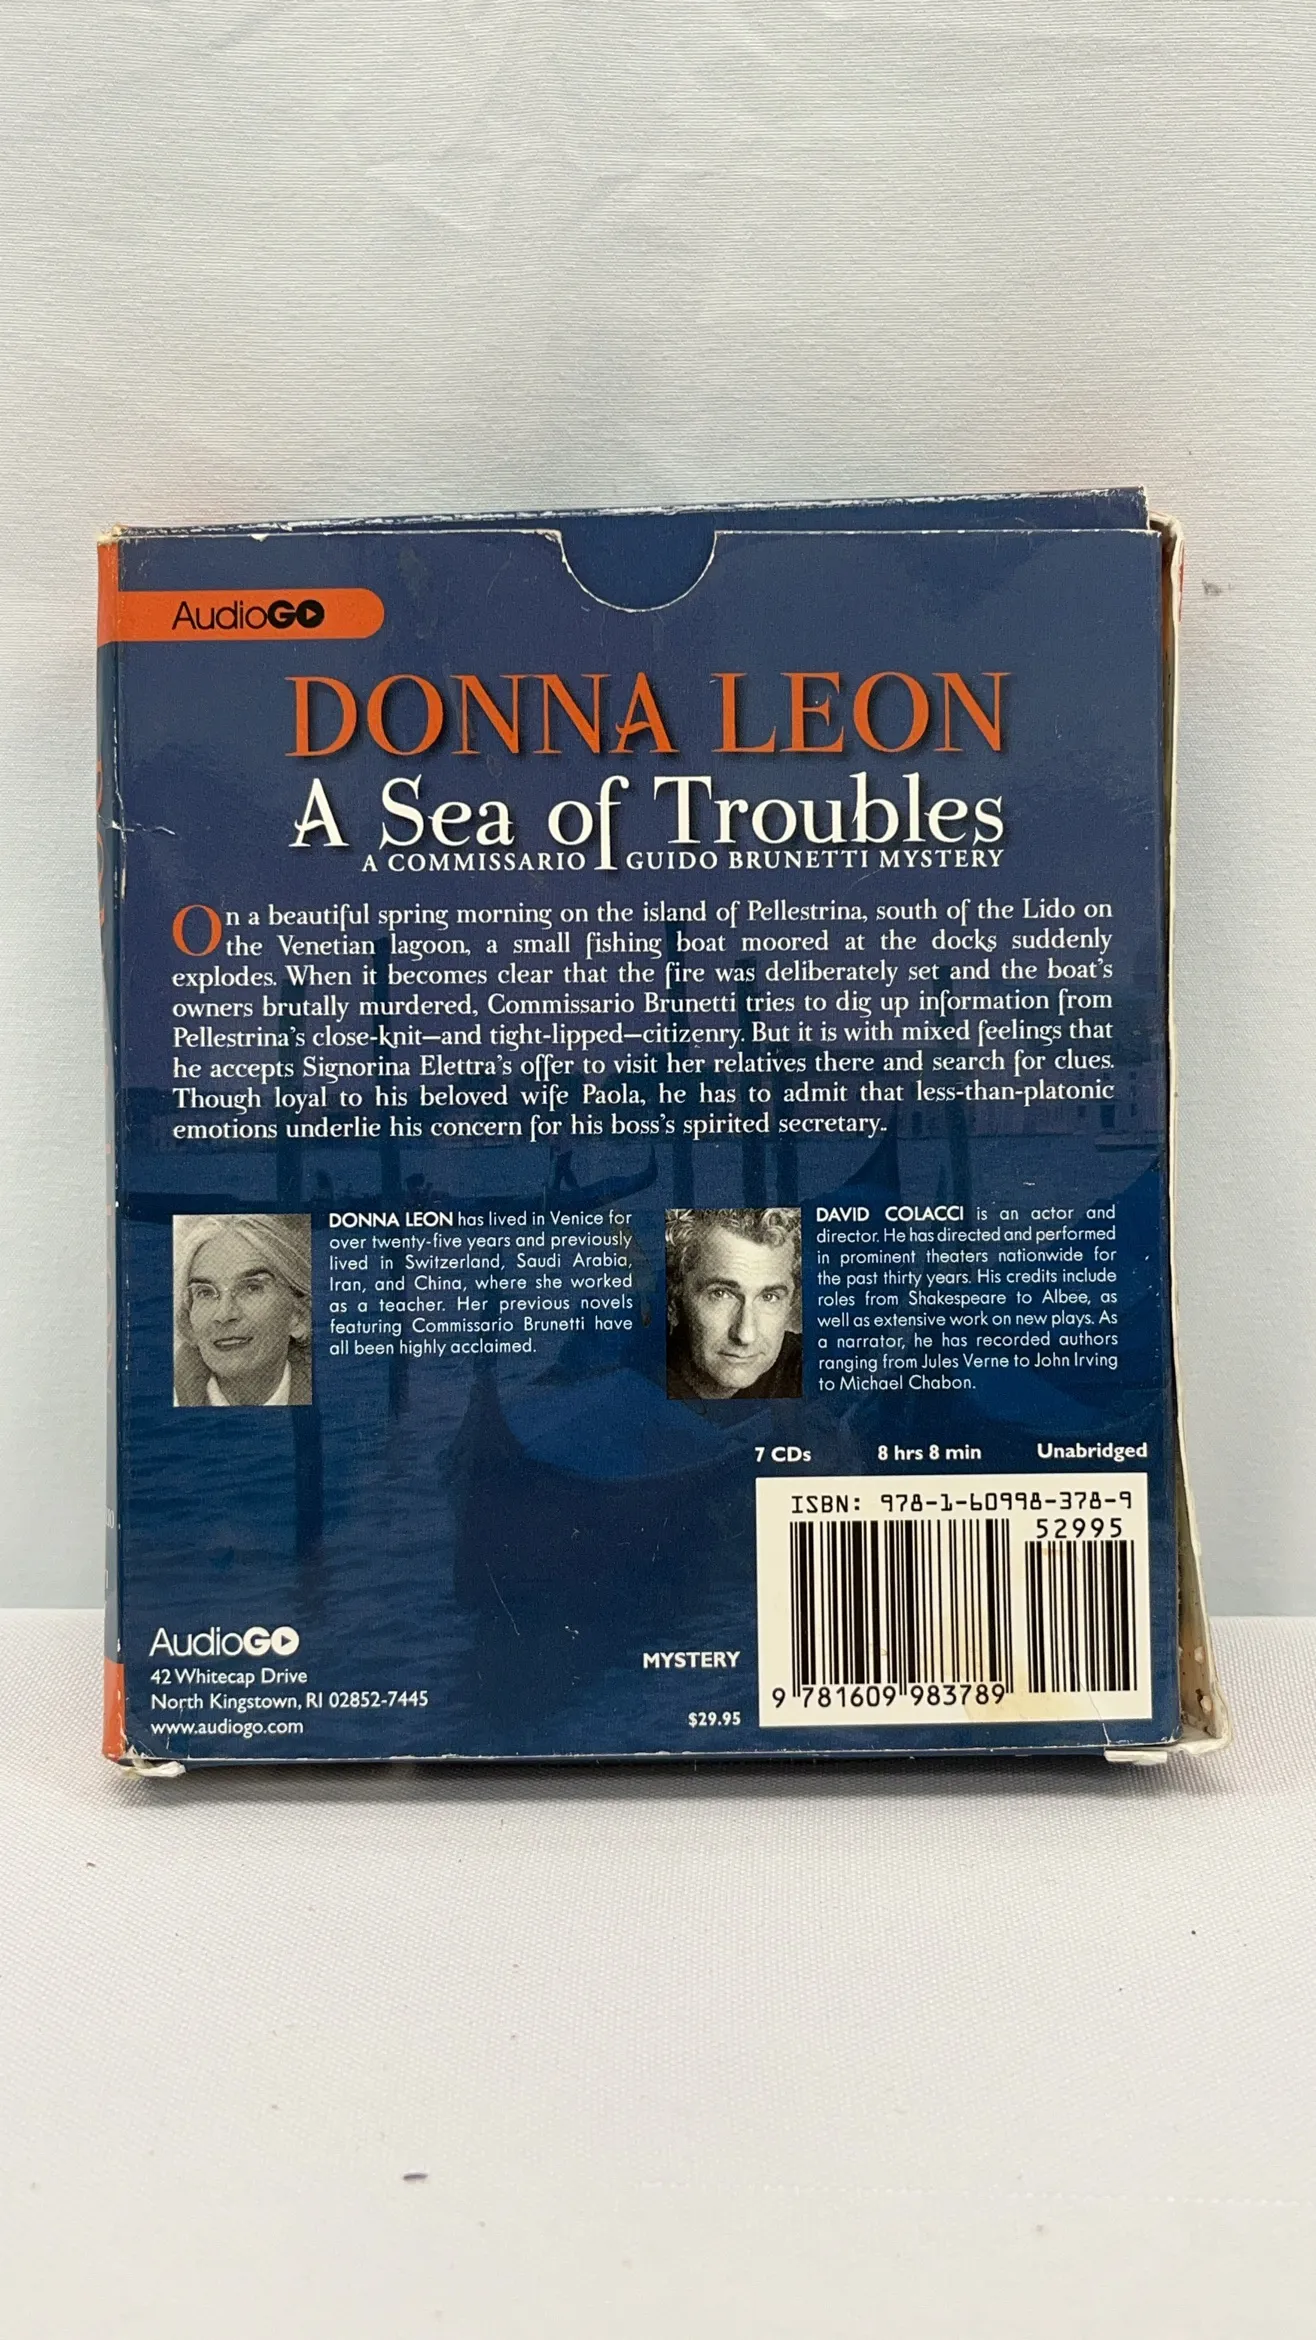 AudioGO
DONNA LEON
A Sea of Troubles
A COMMISSARIO GUIDO BRUNETTI MYSTERY
On a beautiful spring morning on the island of Pellestrina, south of the Lido on
the Venetian lagoon, a small fishing boat moored at the docks suddenly
explodes. When it becomes clear that the fire was deliberately set and the boat's
owners brutally murdered, Commissario Brunetti tries to dig up information from
Pellestrina's close-knit—and tight-lipped—citizenry. But it is with mixed feelings that
he accepts Signorina Elettra's offer to visit her relatives there and search for clues.
Though loyal to his beloved wife Paola, he has to admit that less-than-platonic
emotions underlie his concern for his boss's spirited secretary.
DONNA LEON has lived in Venice for
over twenty-five years and previously
lived in Switzerland, Saudi Arabia,
Iran, and China, where she worked
as a teacher. Her previous novels
featuring Commissario Brunetti have
all been highly acclaimed.
DAVID COLACCI is an actor and
director. He has directed and performed
in prominent theaters nationwide for
the past thirty years. His credits include
roles from Shakespeare to Albee, as
well as extensive work on new plays. As
a narrator, he has recorded authors
ranging from Jules Verne to John Irving
to Michael Chabon.
7 CDs 8 hrs 8 min Unabridged
ISBN: 978-1-60998-378-9
52995
9 781609 983789
MYSTERY
$29.95
AudioGO
42 Whitecap Drive
North Kingstown, RI 02852-7445
www.audiogo.com